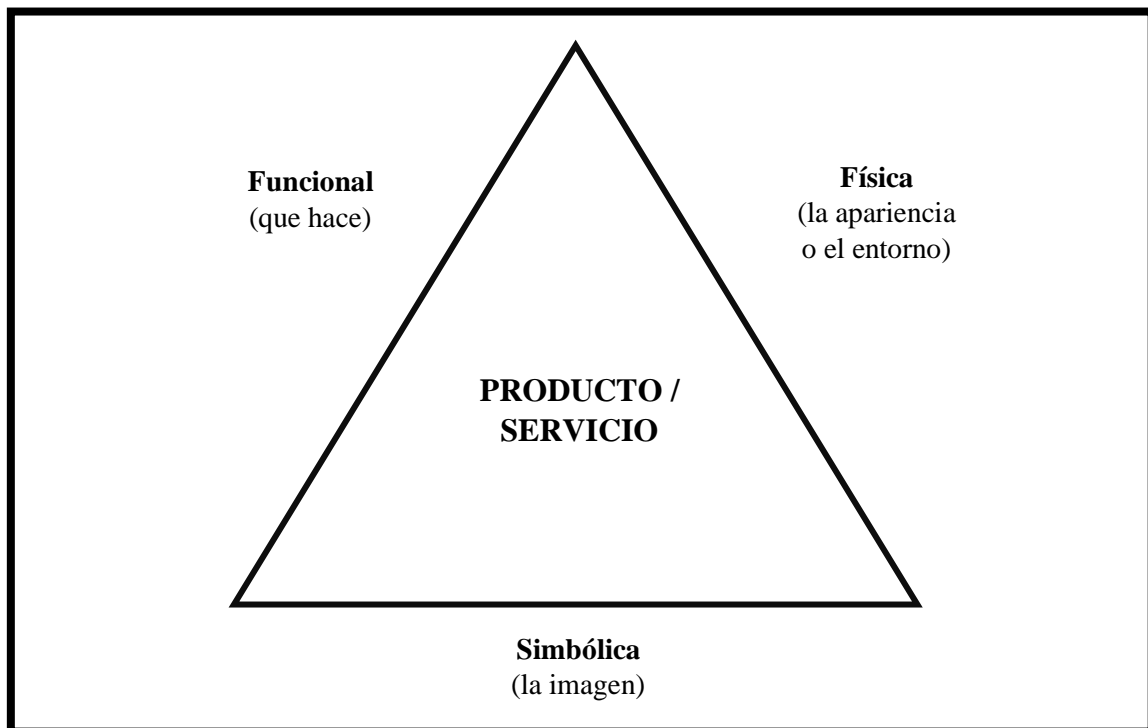 Funcional
(que hace)
Física
(la apariencia
o el entorno)
PRODUCTO /
SERVICIO
Simbólica
(la imagen)